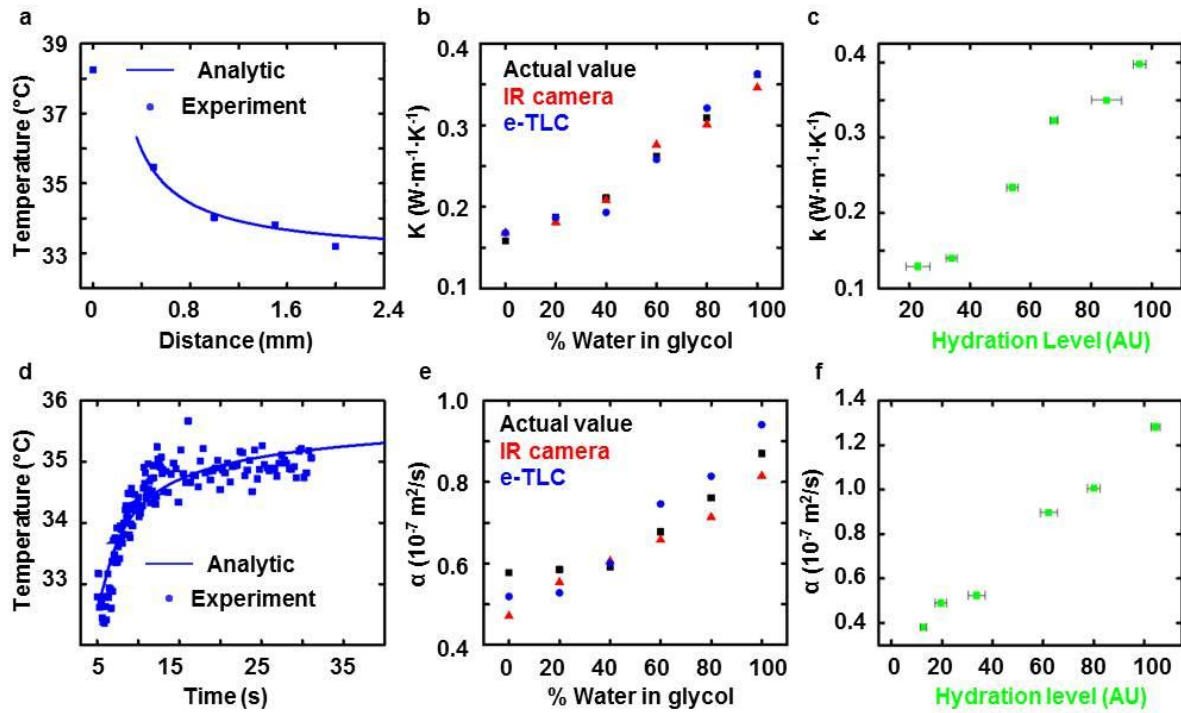 a
39
37
35
33
Temperature (°C)
Analytic
Experiment
0 0.8 1.6 2.4
Distance (mm)
b
0.4
0.3
0.2
0.1
K (W·m-1·K-1)
Actual value
IR camera
e-TLC
0 20 40 60 80 100
% Water in glycol
c
0.4
0.3
0.2
0.1
k (W·m-1·K-1)
20 40 60 80 100
Hydration Level (AU)
d
36
35
34
33
Temperature (°C)
Analytic
Experiment
5 15 25 35
Time (s)
e
1.0
0.8
0.6
0.4
α (10-7 m2/s)
Actual value
IR camera
e-TLC
0 20 40 60 80 100
% Water in glycol
f
1.4
1.2
1.0
0.8
0.6
0.4
α (10-7 m2/s)
0 20 40 60 80 100
Hydration level (AU)